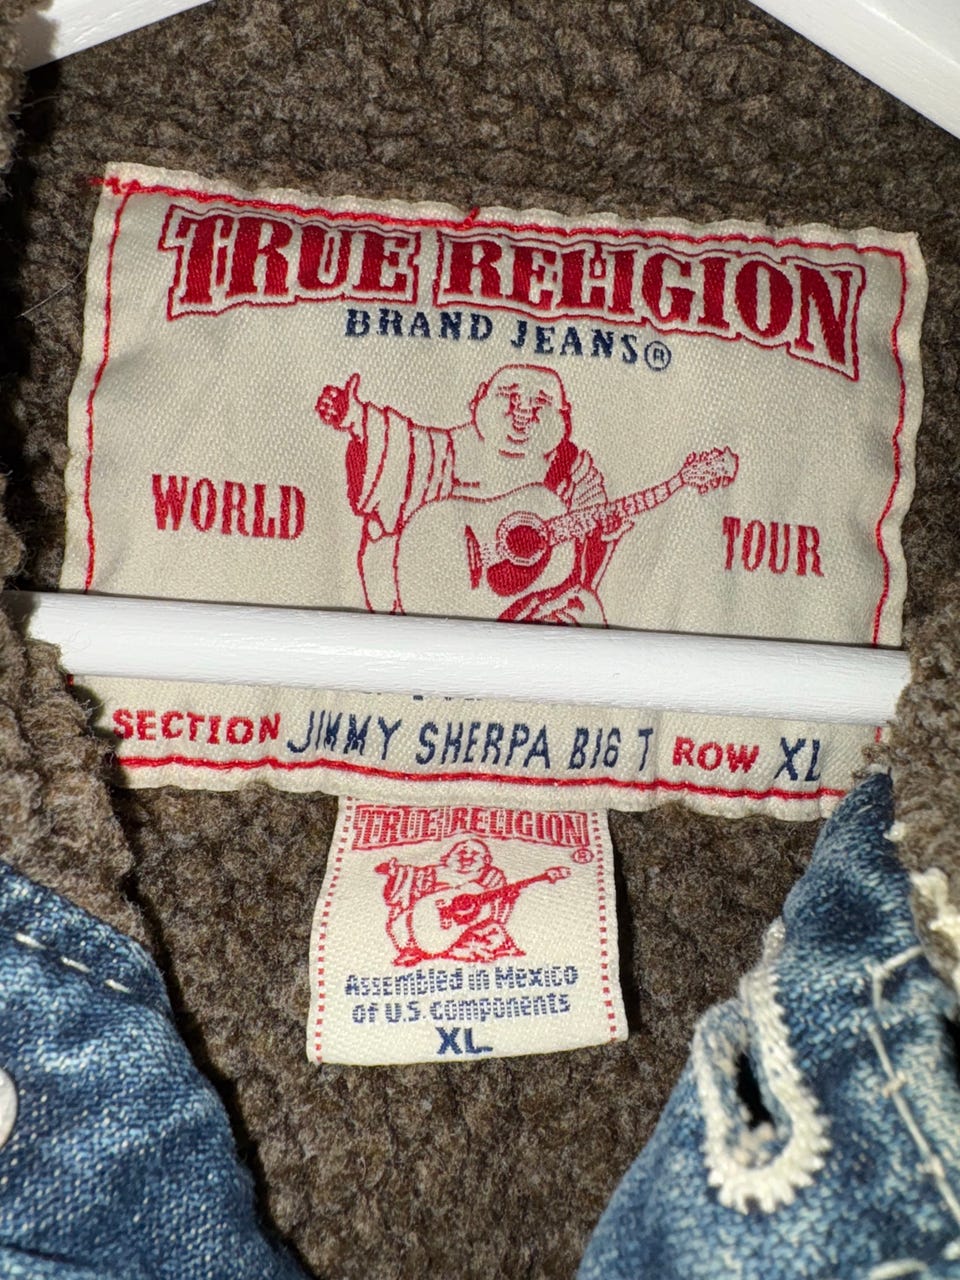 TRUE RELIGION
BRAND JEANS®
WORLD TOUR
SECTION JIMMY SHERPA BIG T ROW XL
TRUE RELIGION
®
Assembled in Mexico
of U.S. components
XL